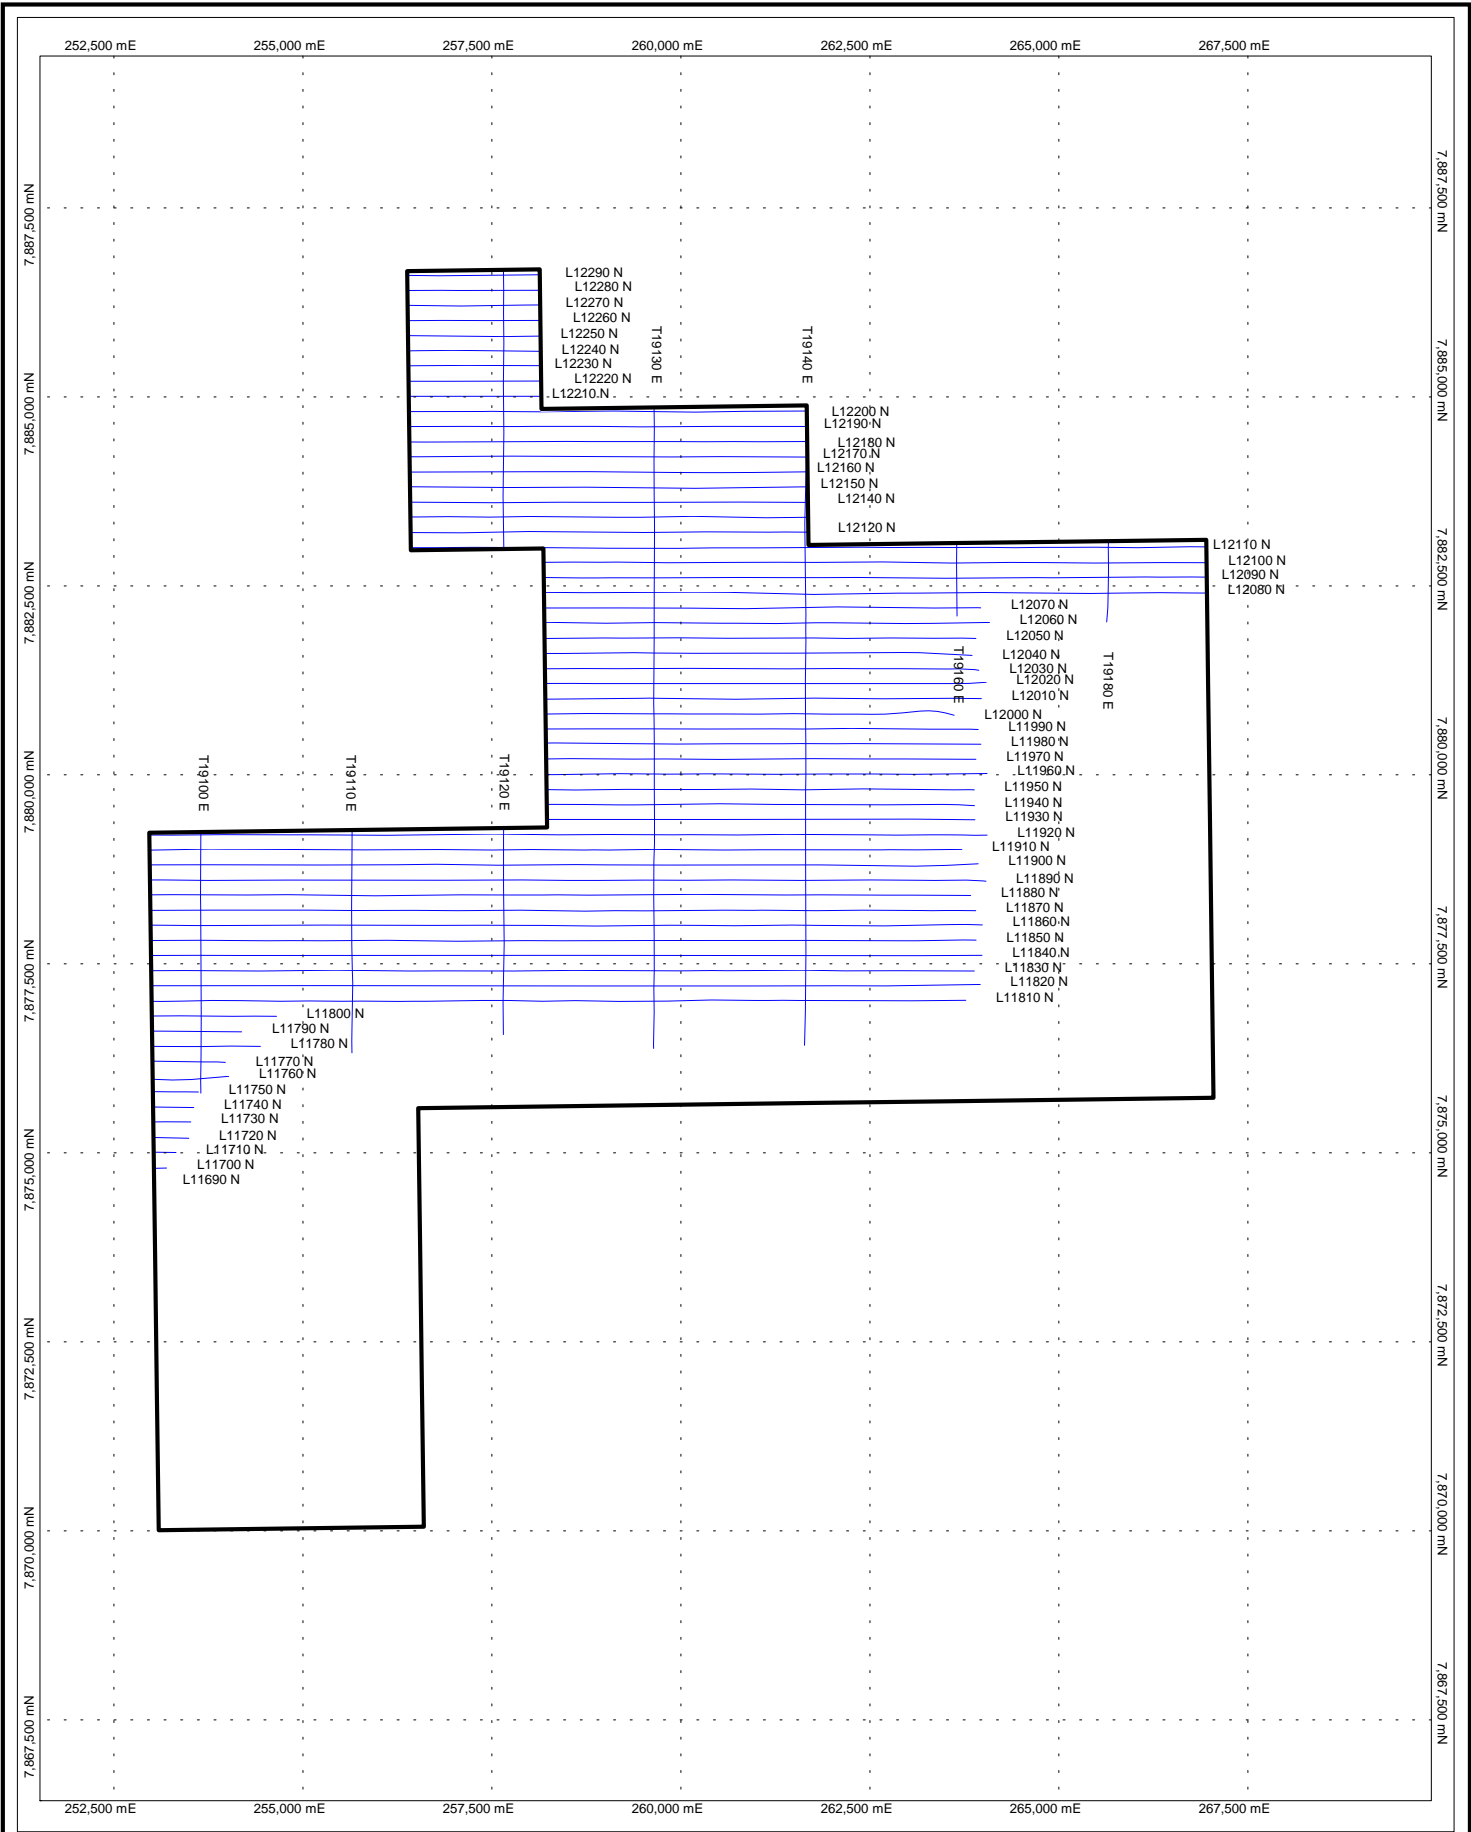 252,500 mE 255,000 mE 257,500 mE 260,000 mE 262,500 mE 265,000 mE 267,500 mE
7,887,500 mN 7,887,500 mN
L12290 N
L12280 N
L12270 N
L12260 N
L12250 N
L12240 N
L12230 N
L12220 N
L12210 N
T19130 E
T19140 E
7,885,000 mN 7,885,000 mN
L12200 N
L12190 N
L12180 N
L12170 N
L12160 N
L12150 N
L12140 N
L12120 N
L12110 N
L12100 N
L12090 N
L12080 N
7,882,500 mN 7,882,500 mN
L12070 N
L12060 N
L12050 N
L12040 N
L12030 N
L12020 N
L12010 N
L12000 N
T19160 E
T19180 E
L11990 N
L11980 N
L11970 N
L11960 N
L11950 N
L11940 N
L11930 N
L11920 N
T19100 E
T19110 E
T19120 E
7,880,000 mN 7,880,000 mN
L11910 N
L11900 N
L11890 N
L11880 N
L11870 N
L11860 N
L11850 N
L11840 N
L11830 N
L11820 N
L11810 N
7,877,500 mN 7,877,500 mN
L11800 N
L11790 N
L11780 N
L11770 N
L11760 N
L11750 N
L11740 N
L11730 N
L11720 N
L11710 N
L11700 N
L11690 N
7,875,000 mN 7,875,000 mN
7,872,500 mN 7,872,500 mN
7,870,000 mN 7,870,000 mN
7,867,500 mN 7,867,500 mN
252,500 mE 255,000 mE 257,500 mE 260,000 mE 262,500 mE 265,000 mE 267,500 mE